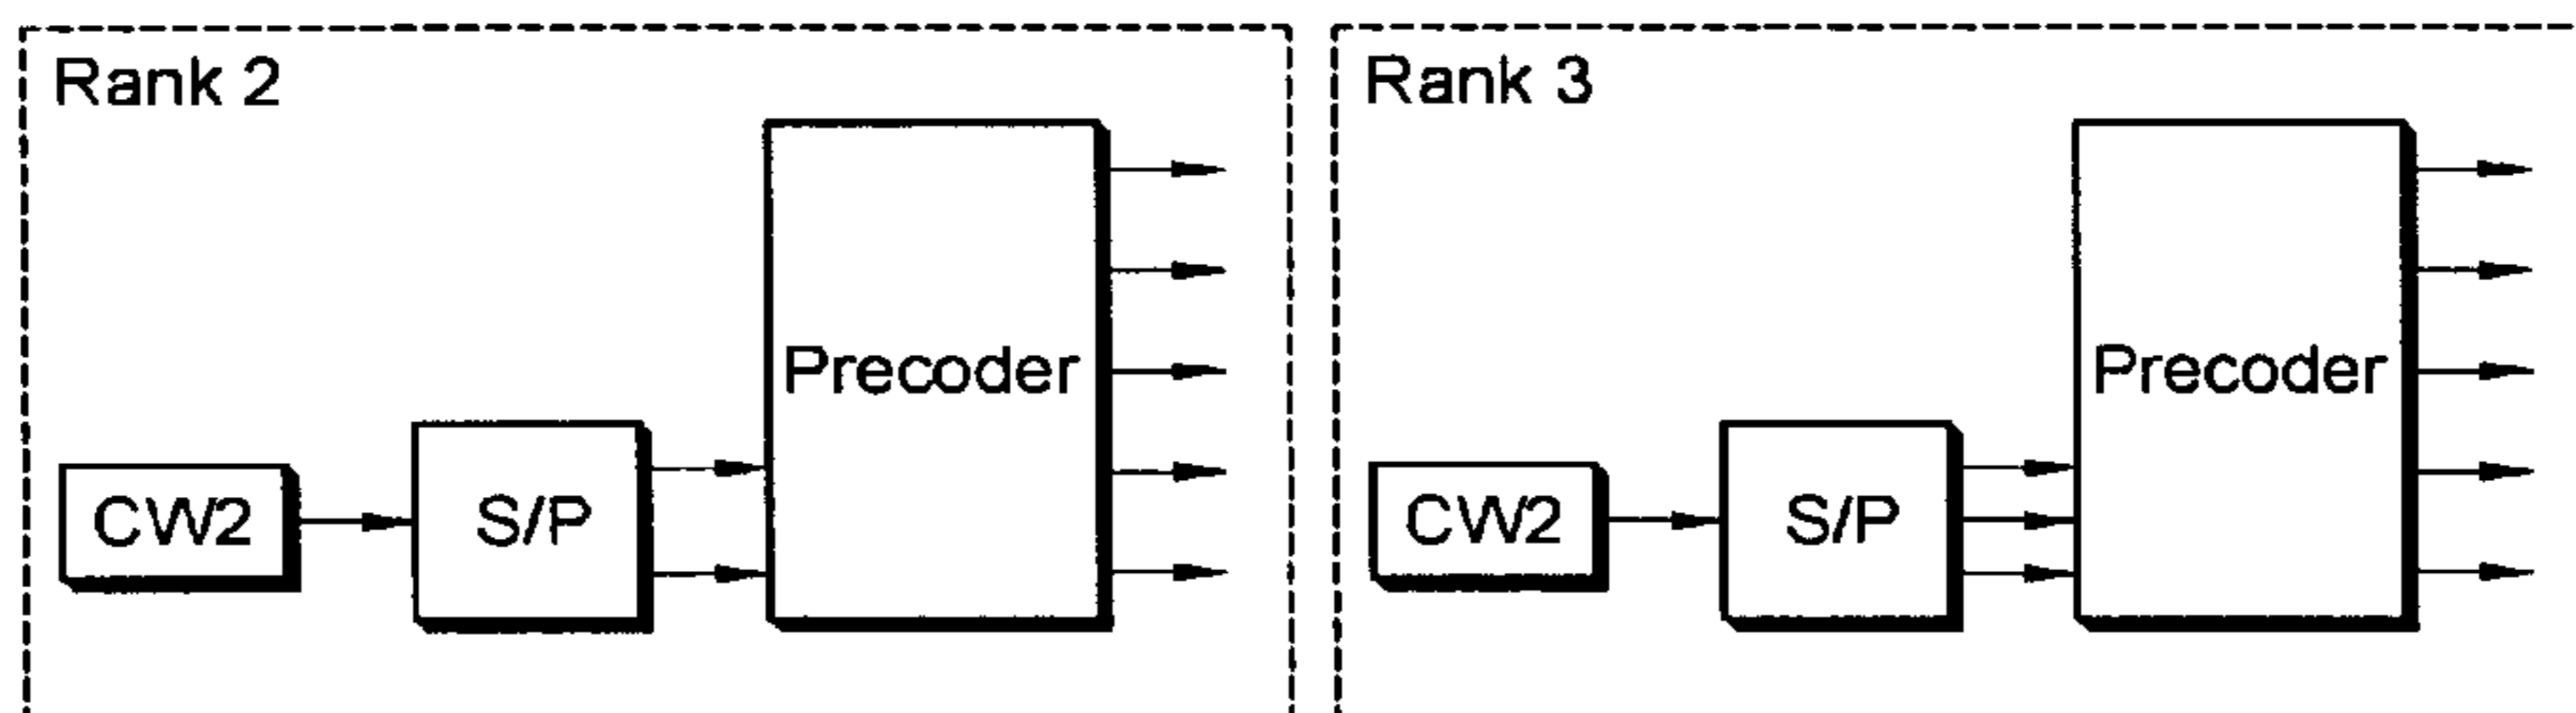 Rank 2
Precoder
CW2
S/P
Rank 3
Precoder
CW2
S/P